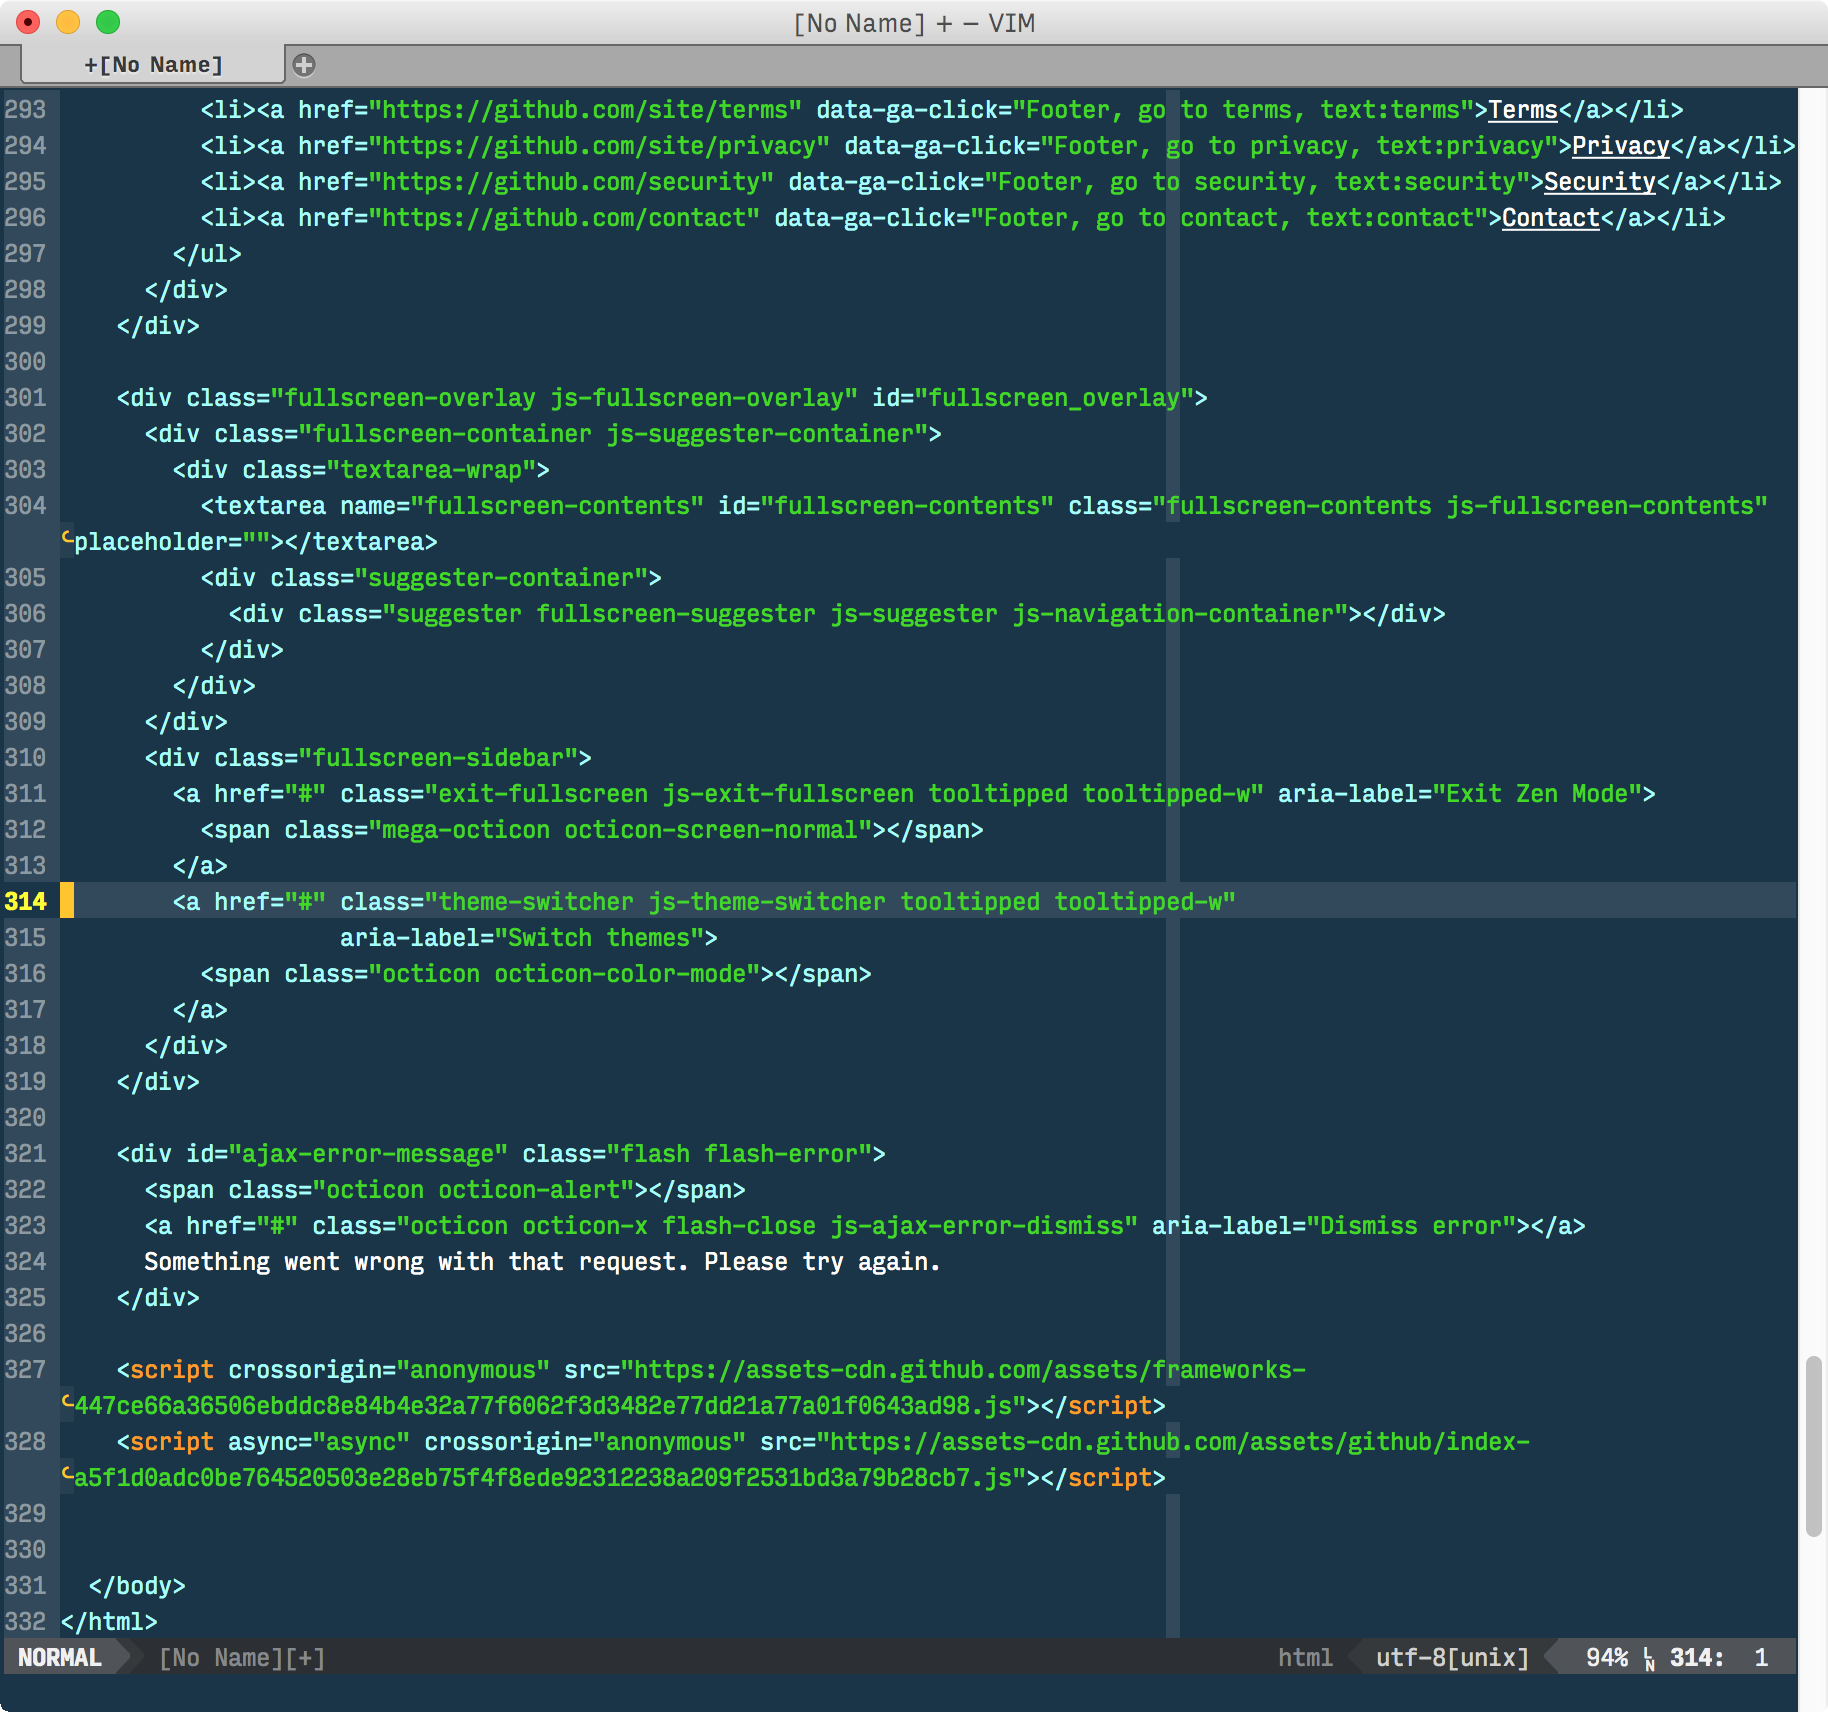 [No Name] + – VIM
+[No Name]
293           <li><a href="https://github.com/site/terms" data-ga-click="Footer, go to terms, text:terms">Terms</a></li>
294           <li><a href="https://github.com/site/privacy" data-ga-click="Footer, go to privacy, text:privacy">Privacy</a></li>
295           <li><a href="https://github.com/security" data-ga-click="Footer, go to security, text:security">Security</a></li>
296           <li><a href="https://github.com/contact" data-ga-click="Footer, go to contact, text:contact">Contact</a></li>
297         </ul>
298       </div>
299     </div>
300
301     <div class="fullscreen-overlay js-fullscreen-overlay" id="fullscreen_overlay">
302       <div class="fullscreen-container js-suggester-container">
303         <div class="textarea-wrap">
304           <textarea name="fullscreen-contents" id="fullscreen-contents" class="fullscreen-contents js-fullscreen-contents"
placeholder=""></textarea>
305           <div class="suggester-container">
306             <div class="suggester fullscreen-suggester js-suggester js-navigation-container"></div>
307           </div>
308         </div>
309       </div>
310       <div class="fullscreen-sidebar">
311         <a href="#" class="exit-fullscreen js-exit-fullscreen tooltipped tooltipped-w" aria-label="Exit Zen Mode">
312           <span class="mega-octicon octicon-screen-normal"></span>
313         </a>
314         <a href="#" class="theme-switcher js-theme-switcher tooltipped tooltipped-w"
315                     aria-label="Switch themes">
316           <span class="octicon octicon-color-mode"></span>
317         </a>
318       </div>
319     </div>
320
321     <div id="ajax-error-message" class="flash flash-error">
322       <span class="octicon octicon-alert"></span>
323       <a href="#" class="octicon octicon-x flash-close js-ajax-error-dismiss" aria-label="Dismiss error"></a>
324       Something went wrong with that request. Please try again.
325     </div>
326
327     <script crossorigin="anonymous" src="https://assets-cdn.github.com/assets/frameworks-
447ce66a36506ebddc8e84b4e32a77f6062f3d3482e77dd21a77a01f0643ad98.js"></script>
328     <script async="async" crossorigin="anonymous" src="https://assets-cdn.github.com/assets/github/index-
a5f1d0adc0be764520503e28eb75f4f8ede92312238a209f2531bd3a79b28cb7.js"></script>
329
330
331   </body>
332 </html>
NORMAL [No Name][+] html utf-8[unix] 94% LN 314: 1